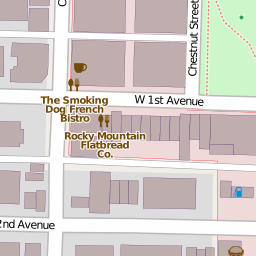 C
Chestnut Street
W 1st Avenue
The Smoking
Dog French
Bistro
Rocky Mountain
Flatbread
Co.
2nd Avenue